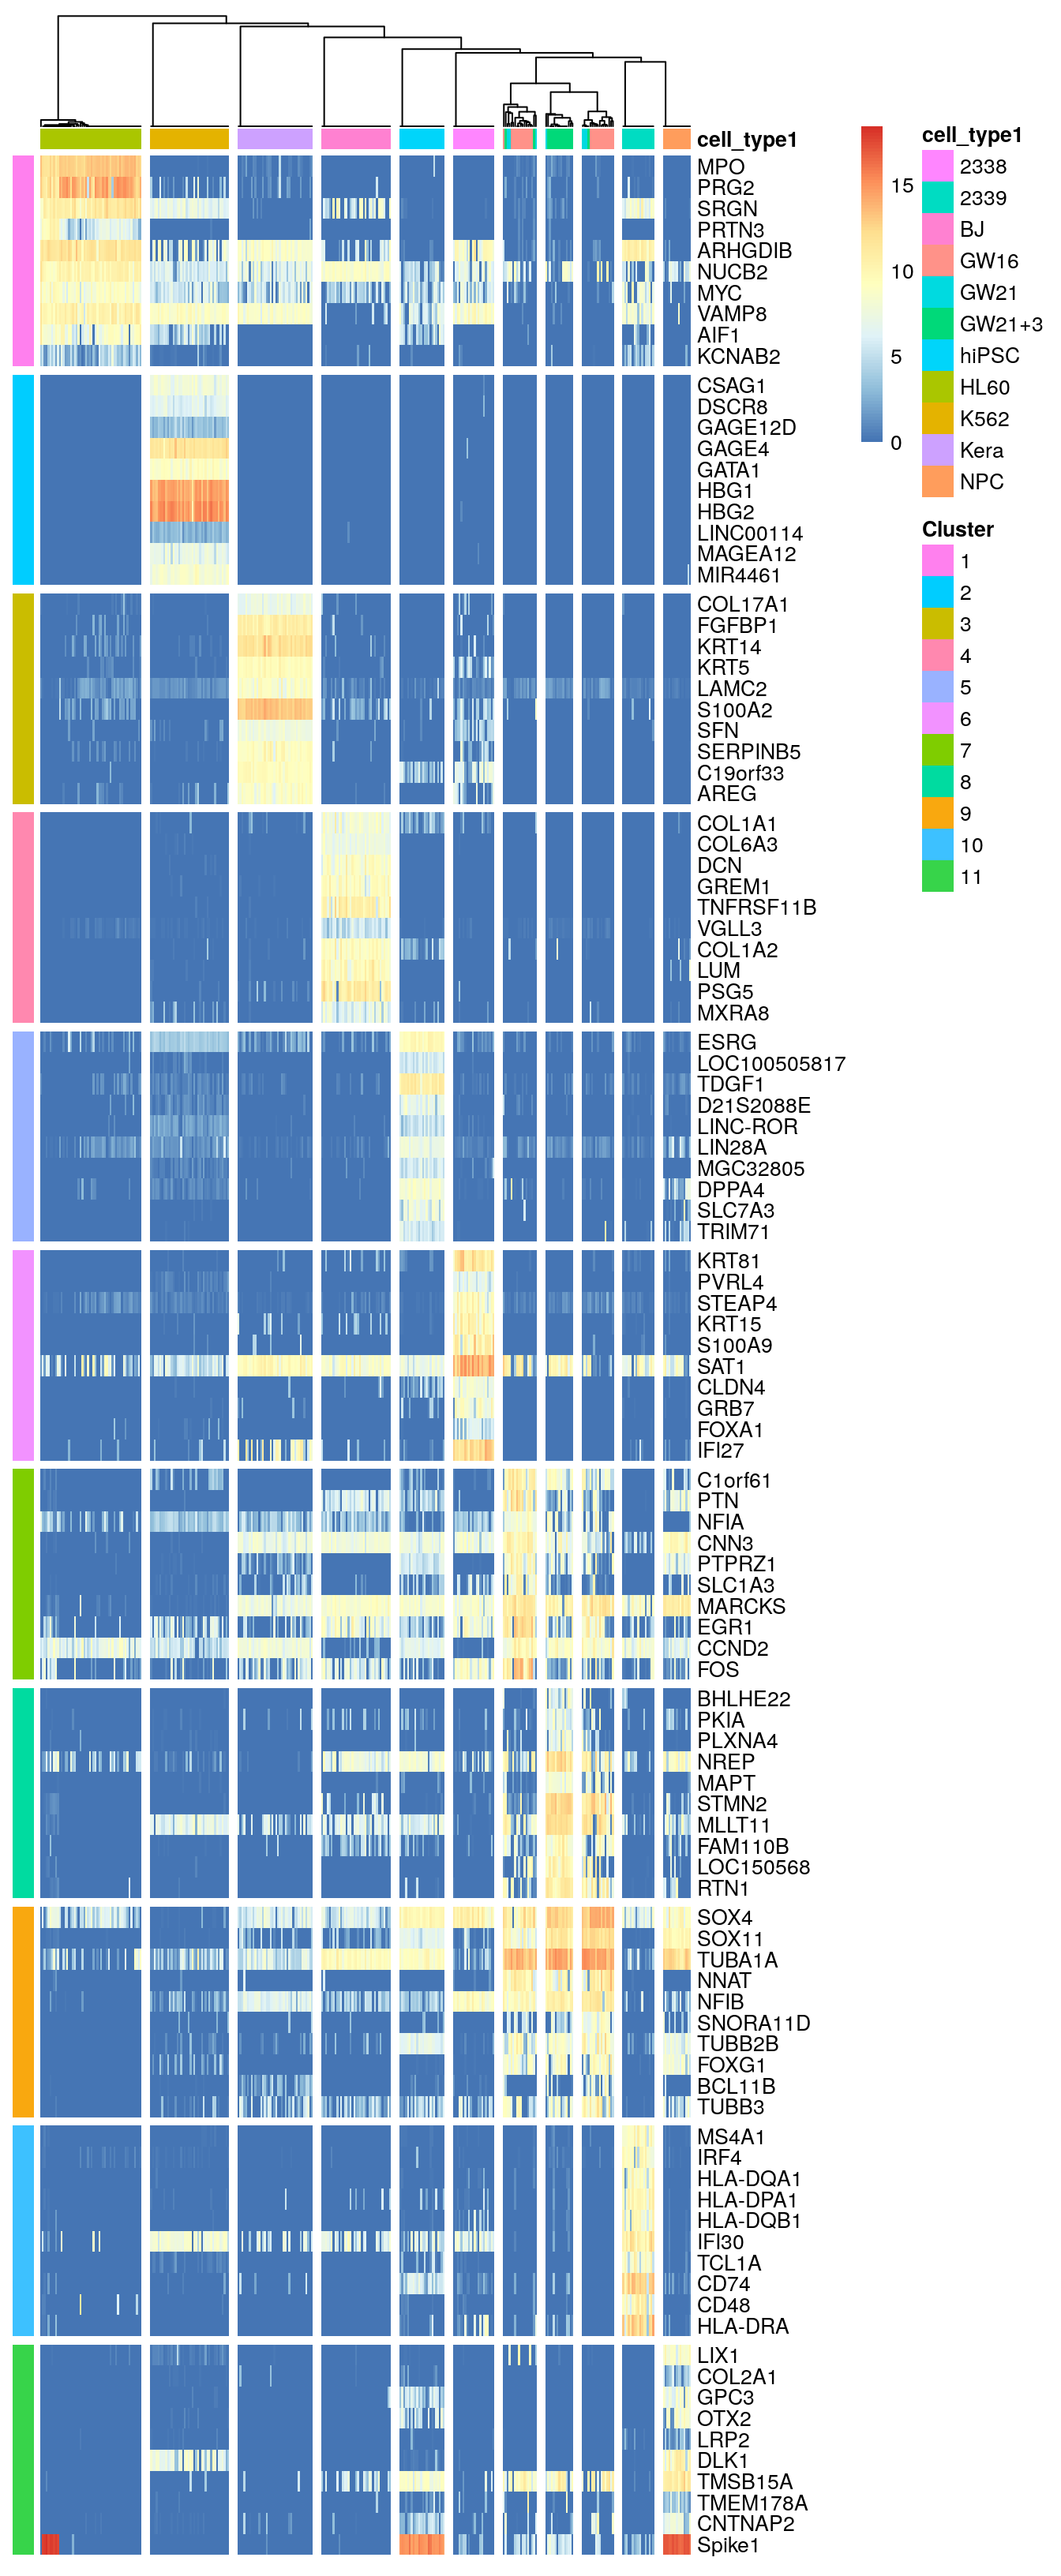 cell_type1
MPO
PRG2
SRGN
PRTN3
ARHGDIB
NUCB2
MYC
VAMP8
AIF1
KCNAB2
CSAG1
DSCR8
GAGE12D
GAGE4
GATA1
HBG1
HBG2
LINC00114
MAGEA12
MIR4461
COL17A1
FGFBP1
KRT14
KRT5
LAMC2
S100A2
SFN
SERPINB5
C19orf33
AREG
COL1A1
COL6A3
DCN
GREM1
TNFRSF11B
VGLL3
COL1A2
LUM
PSG5
MXRA8
ESRG
LOC100505817
TDGF1
D21S2088E
LINC-ROR
LIN28A
MGC32805
DPPA4
SLC7A3
TRIM71
KRT81
PVRL4
STEAP4
KRT15
S100A9
SAT1
CLDN4
GRB7
FOXA1
IFI27
C1orf61
PTN
NFIA
CNN3
PTPRZ1
SLC1A3
MARCKS
EGR1
CCND2
FOS
BHLHE22
PKIA
PLXNA4
NREP
MAPT
STMN2
MLLT11
FAM110B
LOC150568
RTN1
SOX4
SOX11
TUBA1A
NNAT
NFIB
SNORA11D
TUBB2B
FOXG1
BCL11B
TUBB3
MS4A1
IRF4
HLA-DQA1
HLA-DPA1
HLA-DQB1
IFI30
TCL1A
CD74
CD48
HLA-DRA
LIX1
COL2A1
GPC3
OTX2
LRP2
DLK1
TMSB15A
TMEM178A
CNTNAP2
Spike1
15
10
5
0
cell_type1
2338
2339
BJ
GW16
GW21
GW21+3
hiPSC
HL60
K562
Kera
NPC
Cluster
1
2
3
4
5
6
7
8
9
10
11